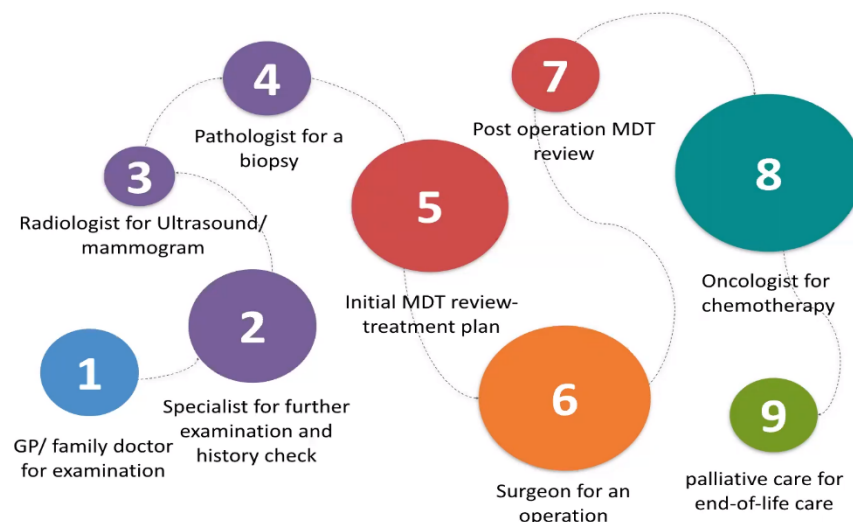 1
GP/ family doctor
for examination
2
Specialist for further
examination and
history check
3
Radiologist for Ultrasound/
mammogram
4
Pathologist for a
biopsy
5
Initial MDT review-
treatment plan
6
Surgeon for an
operation
7
Post operation MDT
review
8
Oncologist for
chemotherapy
9
palliative care for
end-of-life care